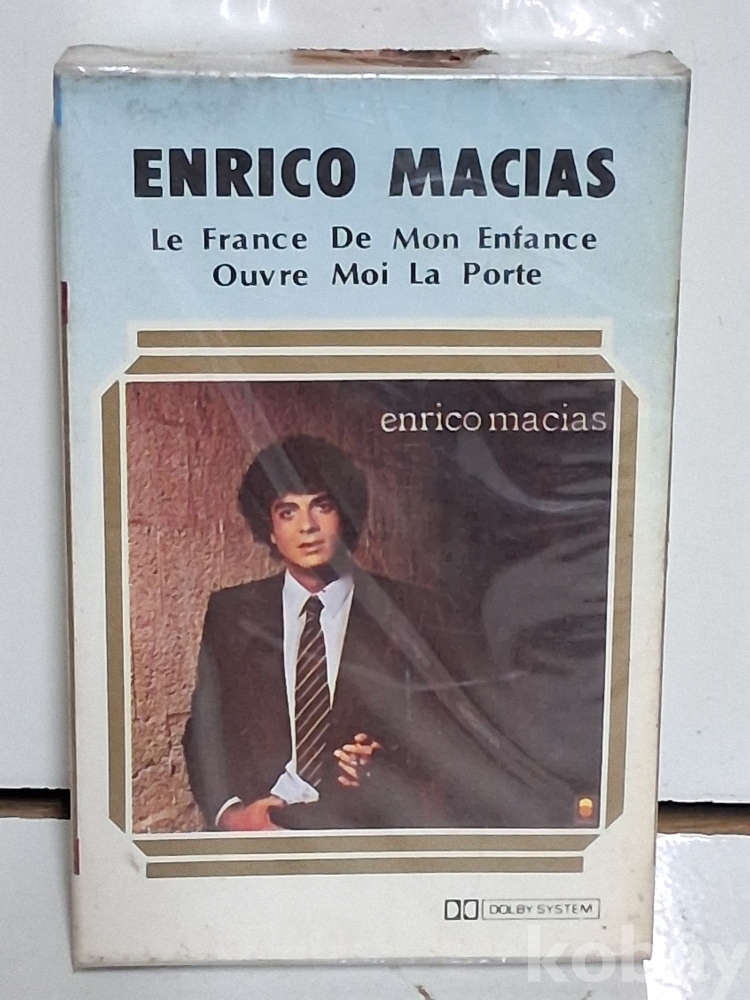 ENRICO MACIAS
Le France De Mon Enfance
Ouvre Moi La Porte
enrico macias
DOLBY SYSTEM
kobay